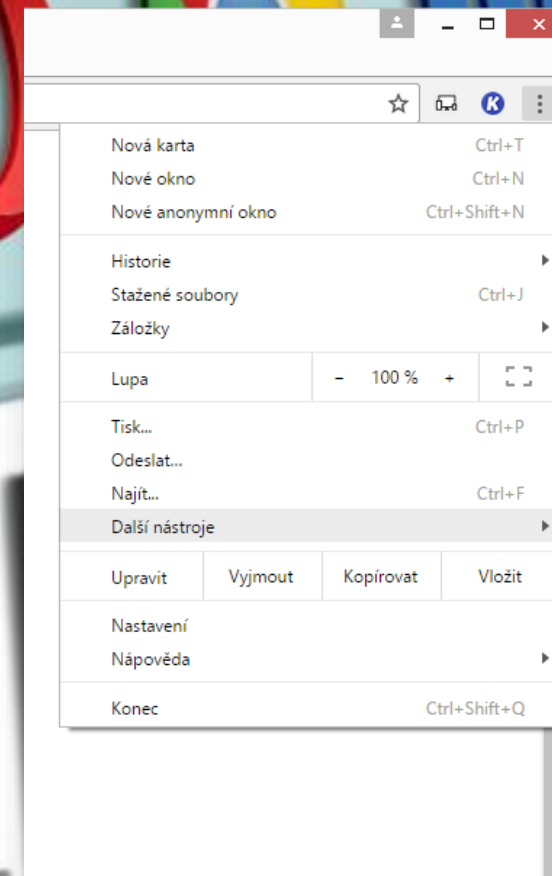 K
Nová karta Ctrl+T
Nové okno Ctrl+N
Nové anonymní okno Ctrl+Shift+N
Historie
Stažené soubory Ctrl+J
Záložky
Lupa - 100 % +
Tisk... Ctrl+P
Odeslat...
Najít... Ctrl+F
Další nástroje
Upravit Vyjmout Kopírovat Vložit
Nastavení
Nápověda
Konec Ctrl+Shift+Q